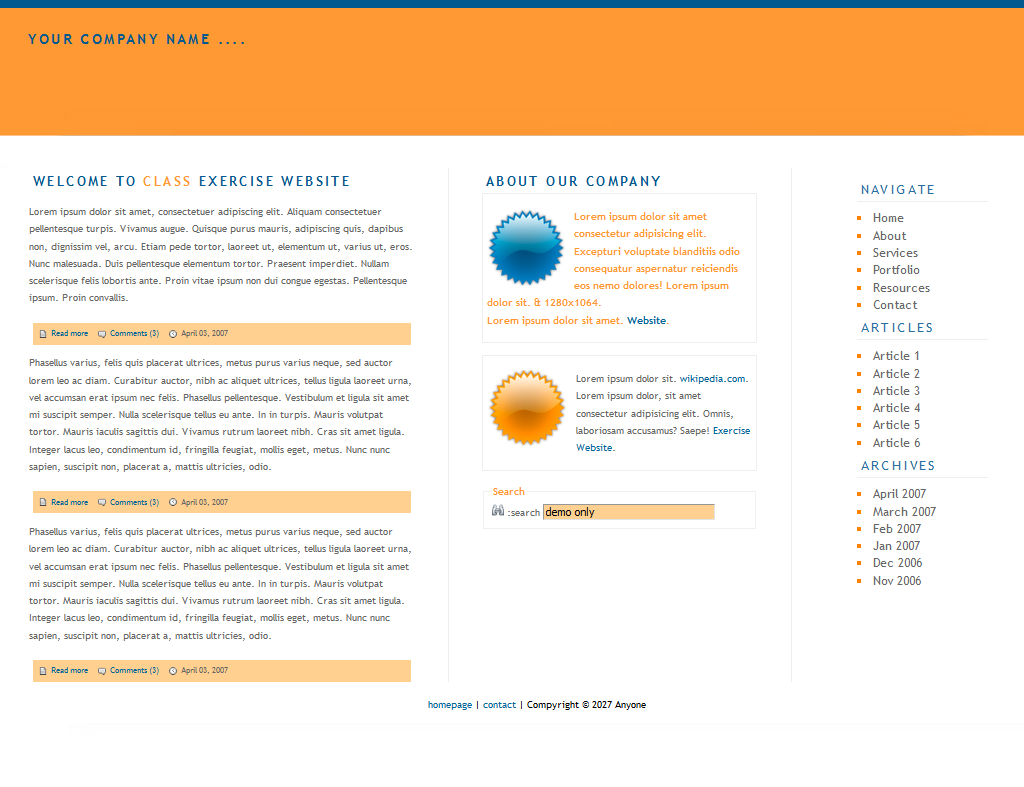 YOUR COMPANY NAME ....
WELCOME TO CLASS EXERCISE WEBSITE
Lorem ipsum dolor sit amet, consectetuer adipiscing elit. Aliquam consectetuer
pellentesque turpis. Vivamus augue. Quisque purus mauris, adipiscing quis, dapibus
non, dignissim vel, arcu. Etiam pede tortor, laoreet ut, elementum ut, varius ut, eros.
Nunc malesuada. Duis pellentesque elementum tortor. Praesent imperdiet. Nullam
scelerisque felis lobortis ante. Proin vitae ipsum non dui congue egestas. Pellentesque
ipsum. Proin convallis.
Read more Comments (3) April 03, 2007
Phasellus varius, felis quis placerat ultrices, metus purus varius neque, sed auctor
lorem leo ac diam. Curabitur auctor, nibh ac aliquet ultrices, tellus ligula laoreet urna,
vel accumsan erat ipsum nec felis. Phasellus pellentesque. Vestibulum et ligula sit amet
mi suscipit semper. Nulla scelerisque tellus eu ante. In in turpis. Mauris volutpat
tortor. Mauris iaculis sagittis dui. Vivamus rutrum laoreet nibh. Cras sit amet ligula.
Integer lacus leo, condimentum id, fringilla feugiat, mollis eget, metus. Nunc nunc
sapien, suscipit non, placerat a, mattis ultricies, odio.
Read more Comments (3) April 03, 2007
Phasellus varius, felis quis placerat ultrices, metus purus varius neque, sed auctor
lorem leo ac diam. Curabitur auctor, nibh ac aliquet ultrices, tellus ligula laoreet urna,
vel accumsan erat ipsum nec felis. Phasellus pellentesque. Vestibulum et ligula sit amet
mi suscipit semper. Nulla scelerisque tellus eu ante. In in turpis. Mauris volutpat
tortor. Mauris iaculis sagittis dui. Vivamus rutrum laoreet nibh. Cras sit amet ligula.
Integer lacus leo, condimentum id, fringilla feugiat, mollis eget, metus. Nunc nunc
sapien, suscipit non, placerat a, mattis ultricies, odio.
Read more Comments (3) April 03, 2007
ABOUT OUR COMPANY
Lorem ipsum dolor sit amet
consectetur adipisicing elit.
Excepturi voluptate blanditiis odio
consequatur aspernatur reiciendis
eos nemo dolores! Lorem ipsum
dolor sit. & 1280x1064.
Lorem ipsum dolor sit amet. Website.
Lorem ipsum dolor sit. wikipedia.com.
Lorem ipsum dolor, sit amet
consectetur adipisicing elit. Omnis,
laboriosam accusamus? Saepe! Exercise
Website.
Search
:search demo only
NAVIGATE
Home
About
Services
Portfolio
Resources
Contact
ARTICLES
Article 1
Article 2
Article 3
Article 4
Article 5
Article 6
ARCHIVES
April 2007
March 2007
Feb 2007
Jan 2007
Dec 2006
Nov 2006
homepage | contact | Compyright © 2027 Anyone